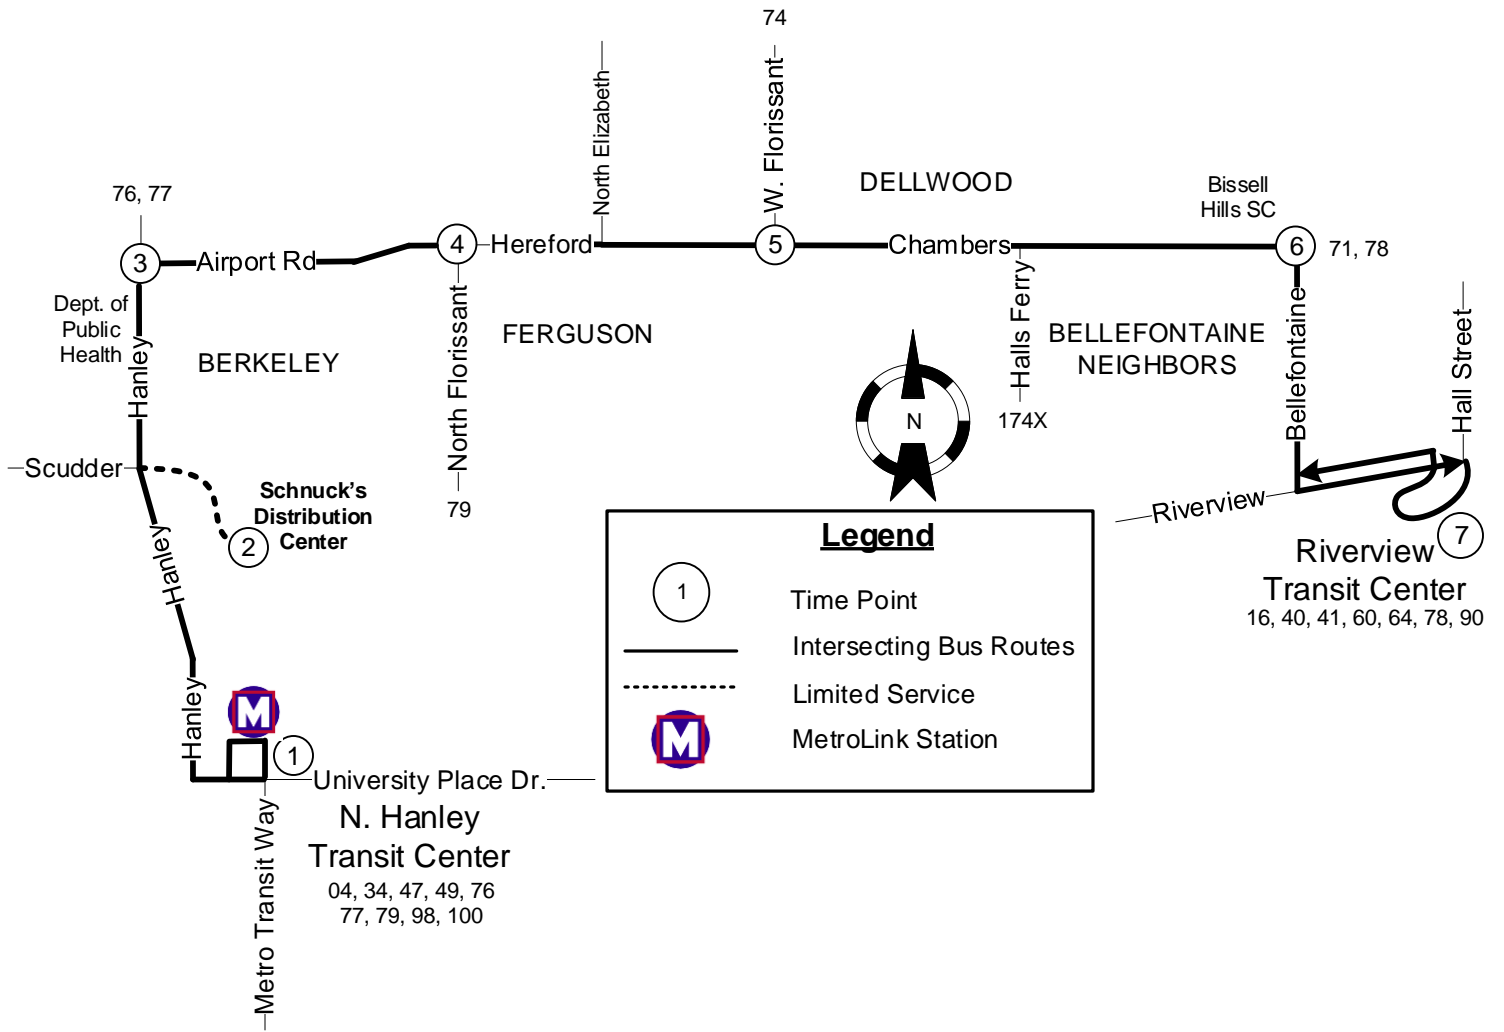 74
North Elizabeth
W. Florissant
DELLWOOD
Bissell
Hills SC
76, 77
3
Airport Rd
4
Hereford
5
Chambers
6
71, 78
Dept. of
Public
Health
Hanley
BERKELEY
North Florissant
FERGUSON
Halls Ferry
BELLEFONTAINE
NEIGHBORS
Bellefontaine
Hall Street
N
174X
Scudder
79
Schnuck's
Distribution
Center
2
Hanley
Riverview
7
Riverview
Transit Center
16, 40, 41, 60, 64, 78, 90
Legend
1
Time Point
Intersecting Bus Routes
Limited Service
M
MetroLink Station
Hanley
M
1
University Place Dr.
N. Hanley
Transit Center
04, 34, 47, 49, 76
77, 79, 98, 100
Metro Transit Way